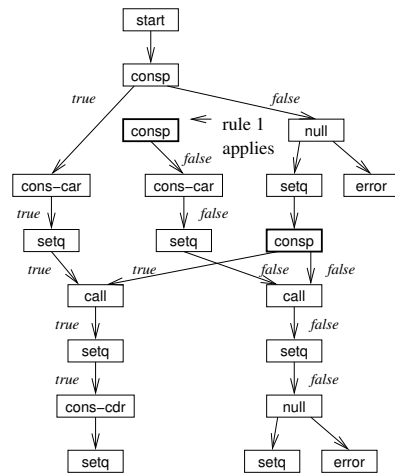 start
consp
true
false
consp
rule 1
applies
null
false
cons-car
cons-car
setq
error
true
false
setq
setq
consp
true
true
false
false
call
call
true
false
setq
setq
true
false
cons-cdr
null
setq
setq
error